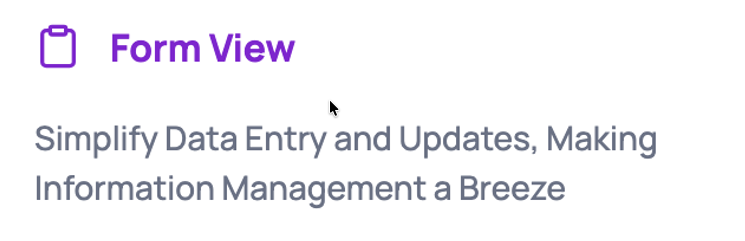 Form View
Simplify Data Entry and Updates, Making
Information Management a Breeze